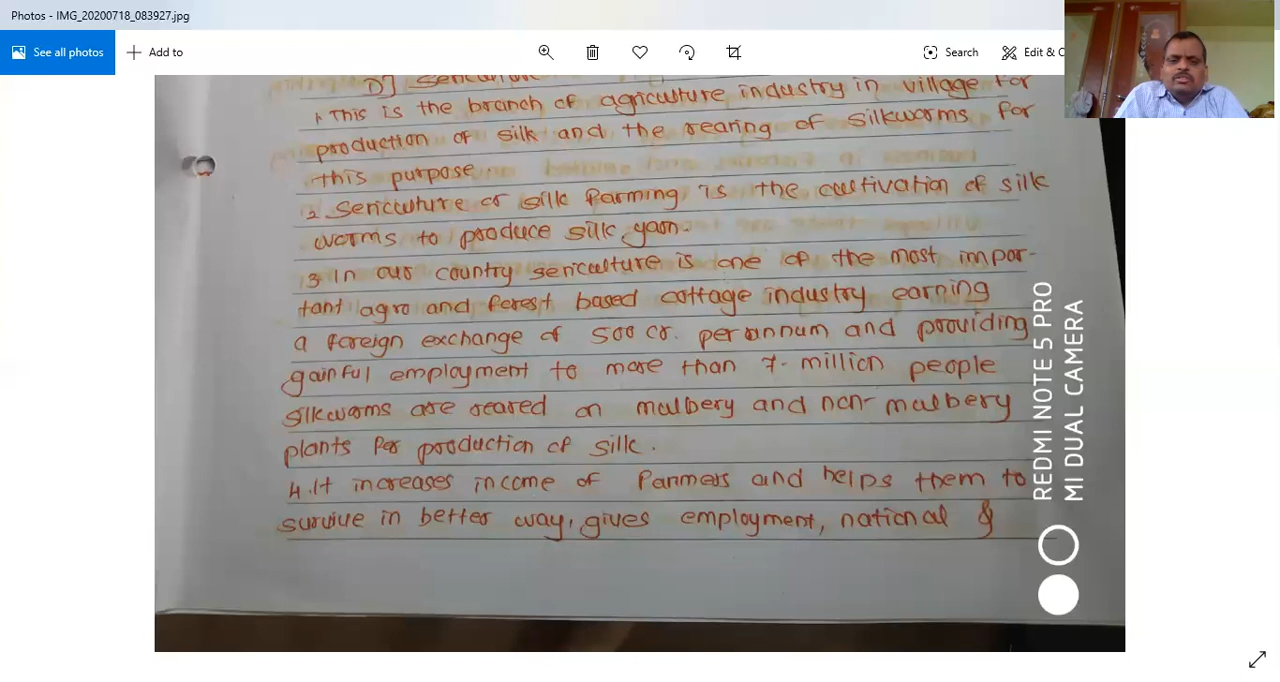 Photos - IMG_20200718_083927.jpg
See all photos
Add to
Search
Edit & C
D] Sericulture
1, This is the branch of agriculture industry in village for
production of silk and the rearing of silkworms for
this purpose
2 Sericulture or silk farming is the cultivation of silk
worms to produce silk yarn.
3 In our country sericulture is one of the most impor-
tant agro and forest based cottage industry earning
a foreign exchange of 500 cr. per annum and providing
gainful employment to more than 7. million people
silkworms are reared on mulbery and non-mulbery
plants for production of silk.
4. It increases income of Farmers and helps them to
survive in better way, gives employment, national &
REDMI NOTE 5 PRO
MI DUAL CAMERA